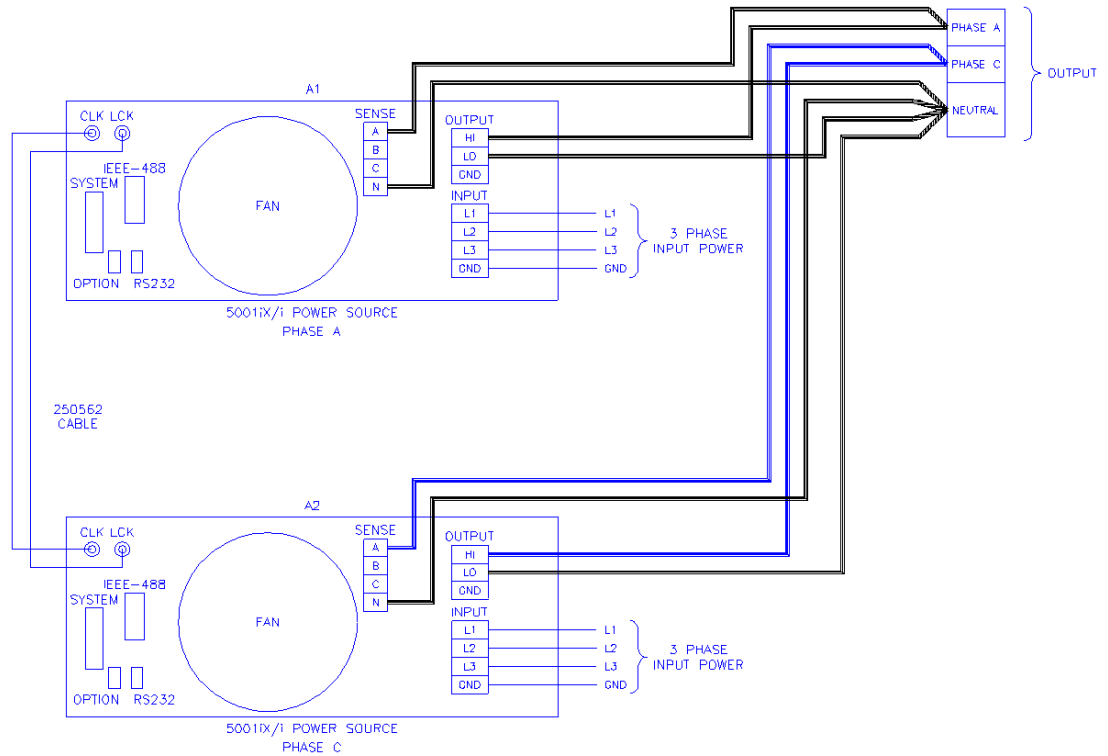 PHASE A
PHASE C
NEUTRAL
OUTPUT
A1
CLK LCK
SENSE
A
B
C
N
OUTPUT
HI
LO
GND
IEEE-488
SYSTEM
FAN
INPUT
L1
L2
L3
GND
L1
L2
L3
GND
3 PHASE
INPUT POWER
OPTION RS232
5001iX/i POWER SOURCE
PHASE A
250562
CABLE
A2
CLK LCK
SENSE
A
B
C
N
OUTPUT
HI
LO
GND
IEEE-488
SYSTEM
FAN
INPUT
L1
L2
L3
GND
L1
L2
L3
GND
3 PHASE
INPUT POWER
OPTION RS232
5001iX/i POWER SOURCE
PHASE C